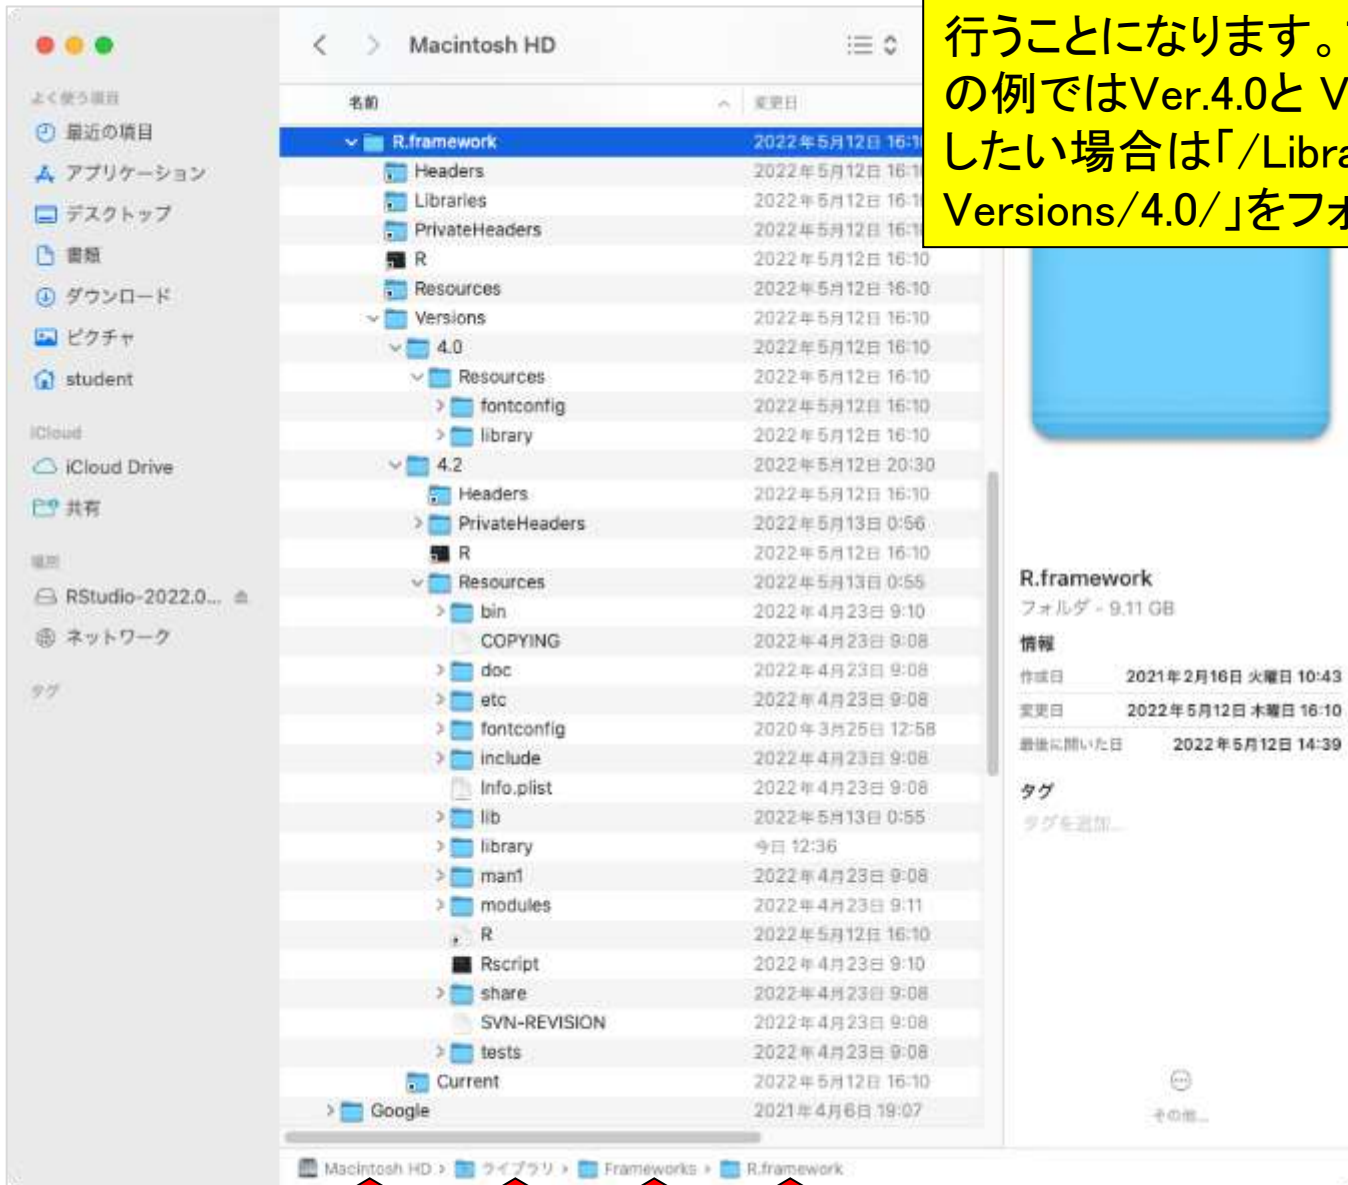 行うことになります。
の例ではVer.4.0と V
したい場合は「/Libra
Versions/4.0/」をフォ
Macintosh HD
よく使う項目
最近の項目
アプリケーション
デスクトップ
書類
ダウンロード
ピクチャ
student
iCloud
iCloud Drive
共有
場所
RStudio-2022.0...
ネットワーク
タグ
名前 変更日
R.framework 2022年5月12日 16:1
Headers 2022年5月12日 16:1
Libraries 2022年5月12日 16:1
PrivateHeaders 2022年5月12日 16:1
R 2022年5月12日 16:10
Resources 2022年5月12日 16:10
Versions 2022年5月12日 16:10
4.0 2022年5月12日 16:10
Resources 2022年5月12日 16:10
fontconfig 2022年5月12日 16:10
library 2022年5月12日 16:10
4.2 2022年5月12日 20:30
Headers 2022年5月12日 16:10
PrivateHeaders 2022年5月13日 0:56
R 2022年5月12日 16:10
Resources 2022年5月13日 0:55
bin 2022年4月23日 9:10
COPYING 2022年4月23日 9:08
doc 2022年4月23日 9:08
etc 2022年4月23日 9:08
fontconfig 2020年3月25日 12:58
include 2022年4月23日 9:08
Info.plist 2022年4月23日 9:08
lib 2022年5月13日 0:55
library 今日 12:36
man1 2022年4月23日 9:08
modules 2022年4月23日 9:11
R 2022年5月12日 16:10
Rscript 2022年4月23日 9:10
share 2022年4月23日 9:08
SVN-REVISION 2022年4月23日 9:08
tests 2022年4月23日 9:08
Current 2022年5月12日 16:10
Google 2021年4月6日 19:07
R.framework
フォルダ - 9.11 GB
情報
作成日 2021年2月16日 火曜日 10:43
変更日 2022年5月12日 木曜日 16:10
最後に開いた日 2022年5月12日 14:39
タグ
タグを追加...
その他...
Macintosh HD › ライブラリ › Frameworks › R.framework